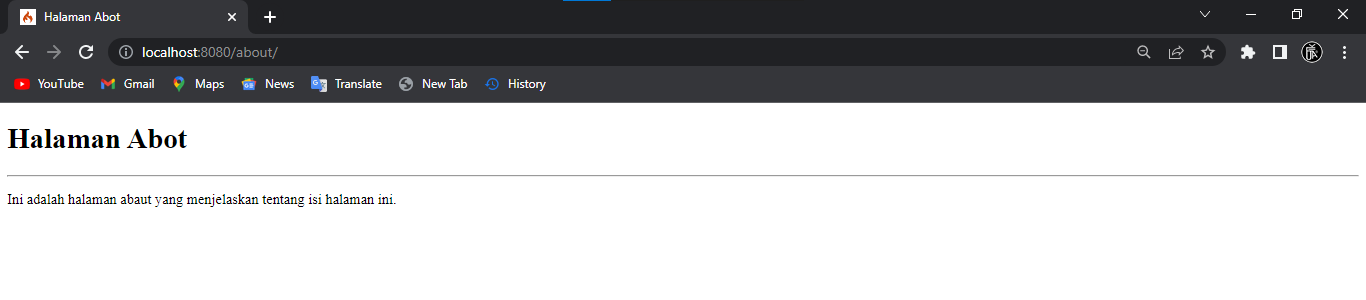 Halaman Abot
localhost:8080/about/
YouTube Gmail Maps News Translate New Tab History
Halaman Abot
Ini adalah halaman abaut yang menjelaskan tentang isi halaman ini.